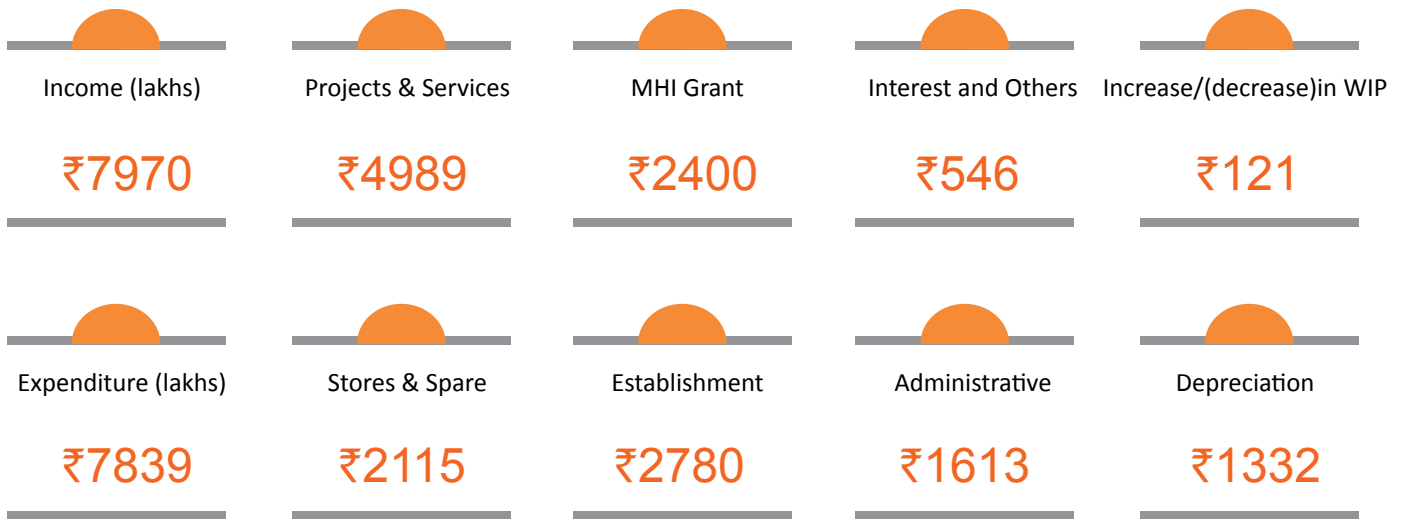 Income (lakhs)
Projects & Services
MHI Grant
Interest and Others
Increase/(decrease)in WIP
₹7970
₹4989
₹2400
₹546
₹121
Expenditure (lakhs)
Stores & Spare
Establishment
Administrative
Depreciation
₹7839
₹2115
₹2780
₹1613
₹1332